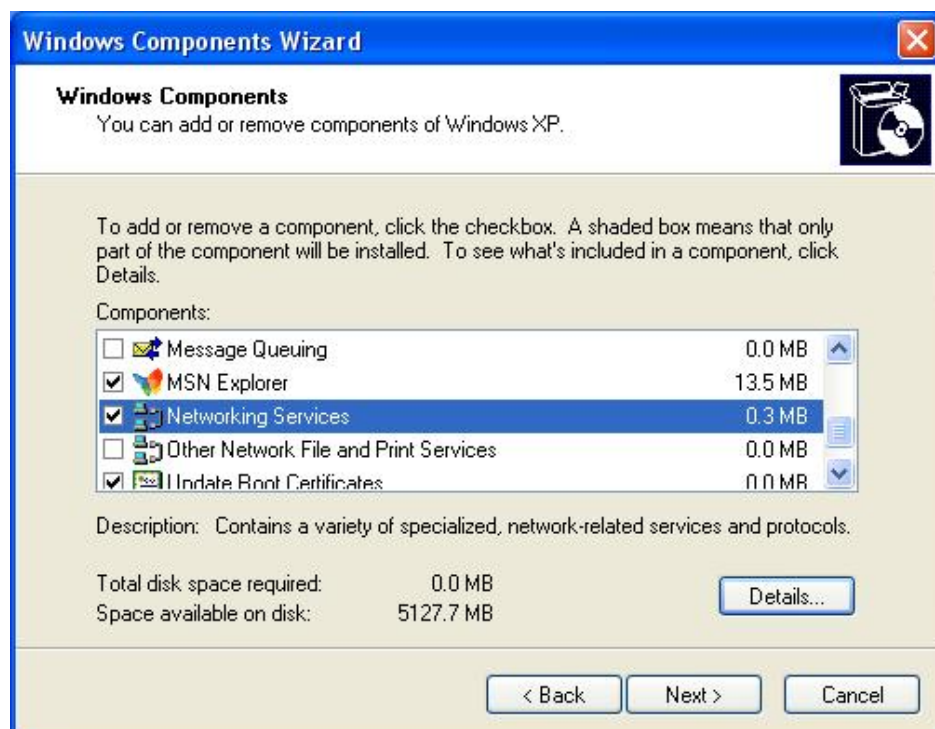 Windows Components Wizard
Windows Components
You can add or remove components of Windows XP.
To add or remove a component, click the checkbox. A shaded box means that only
part of the component will be installed. To see what's included in a component, click
Details.
Components:
Message Queuing 0.0 MB
MSN Explorer 13.5 MB
Networking Services 0.3 MB
Other Network File and Print Services 0.0 MB
Update Root Certificates 0.0 MB
Description: Contains a variety of specialized, network-related services and protocols.
Total disk space required: 0.0 MB
Space available on disk: 5127.7 MB
Details...
< Back Next > Cancel